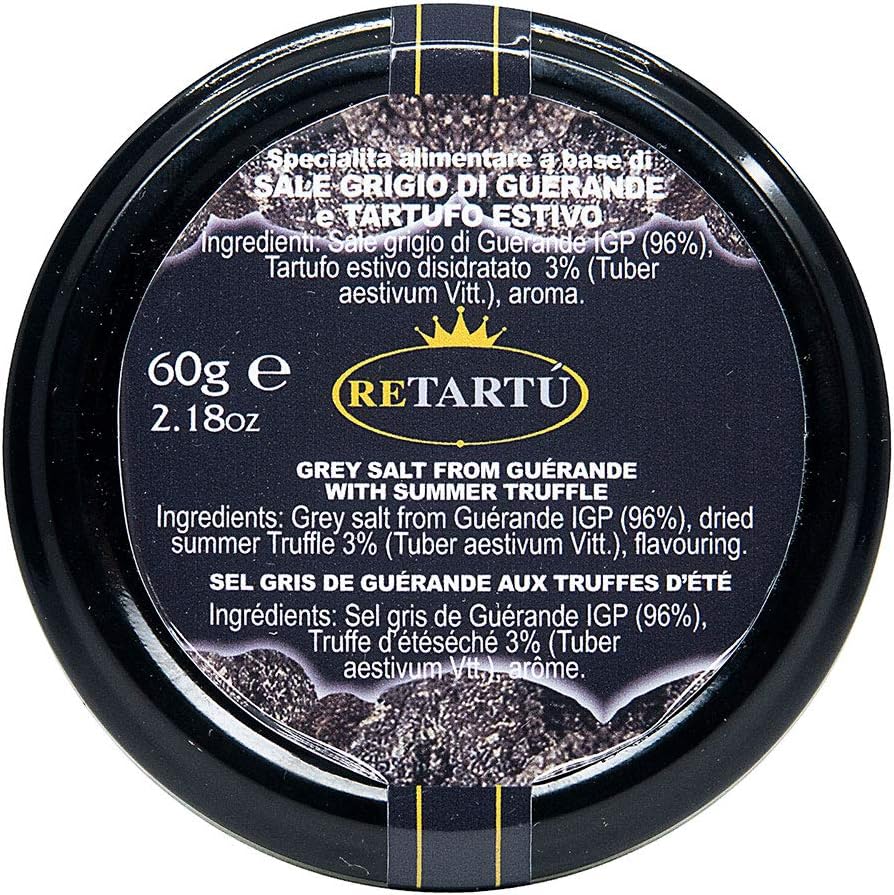 Specialità alimentare a base di
SALE GRIGIO DI GUÉRANDE
e TARTUFO ESTIVO
Ingredienti: Sale grigio di Guérande IGP (96%),
Tartufo estivo disidratato 3% (Tuber
aestivum Vitt.), aroma.
60g e
2.18oz
RETARTÚ
GREY SALT FROM GUÉRANDE
WITH SUMMER TRUFFLE
Ingredients: Grey salt from Guérande IGP (96%), dried
summer Truffle 3% (Tuber aestivum Vitt.), flavouring.
SEL GRIS DE GUÉRANDE AUX TRUFFES D'ÉTÉ
Ingrédients: Sel gris de Guérande IGP (96%),
Truffe d'étéséché 3% (Tuber
aestivum Vtt.), arôme.